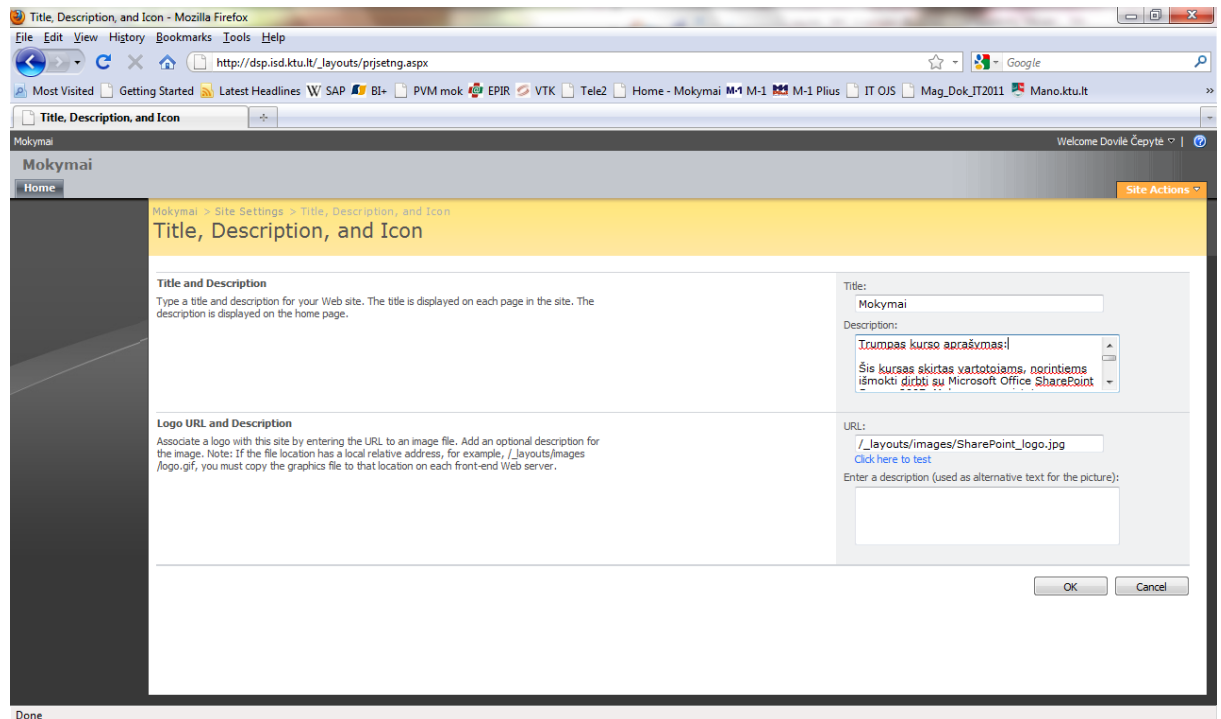 Title, Description, and Icon - Mozilla Firefox
File Edit View History Bookmarks Tools Help
http://dsp.isd.ktu.lt/_layouts/prjsetng.aspx
Google
Most Visited Getting Started Latest Headlines W SAP BI+ PVM mok EPIR VTK Tele2 Home - Mokymai M-1 M-1 M-1 Plius IT OJS Mag_Dok_IT2011 Mano.ktu.lt »
Title, Description, and Icon
Mokymai
Welcome Dovilė Čepytė
Mokymai
Home
Site Actions
Mokymai > Site Settings > Title, Description, and Icon
Title, Description, and Icon
Title and Description
Type a title and description for your Web site. The title is displayed on each page in the site. The
description is displayed on the home page.
Title:
Mokymai
Description:
Trumpas kurso aprašymas:
Šis kursas skirtas vartotojams, norintiems
išmokti dirbti su Microsoft Office SharePoint
Logo URL and Description
Associate a logo with this site by entering the URL to an image file. Add an optional description for
the image. Note: If the file location has a local relative address, for example, /_layouts/images
/logo.gif, you must copy the graphics file to that location on each front-end Web server.
URL:
/_layouts/images/SharePoint_logo.jpg
Click here to test
Enter a description (used as alternative text for the picture):
OK Cancel
Done